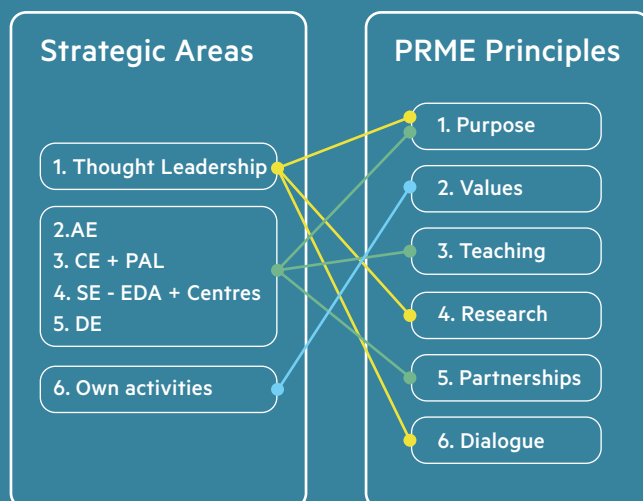 Strategic Areas
1. Thought Leadership
2.AE
3. CE + PAL
4. SE - EDA + Centres
5. DE
6. Own activities
PRME Principles
1. Purpose
2. Values
3. Teaching
4. Research
5. Partnerships
6. Dialogue